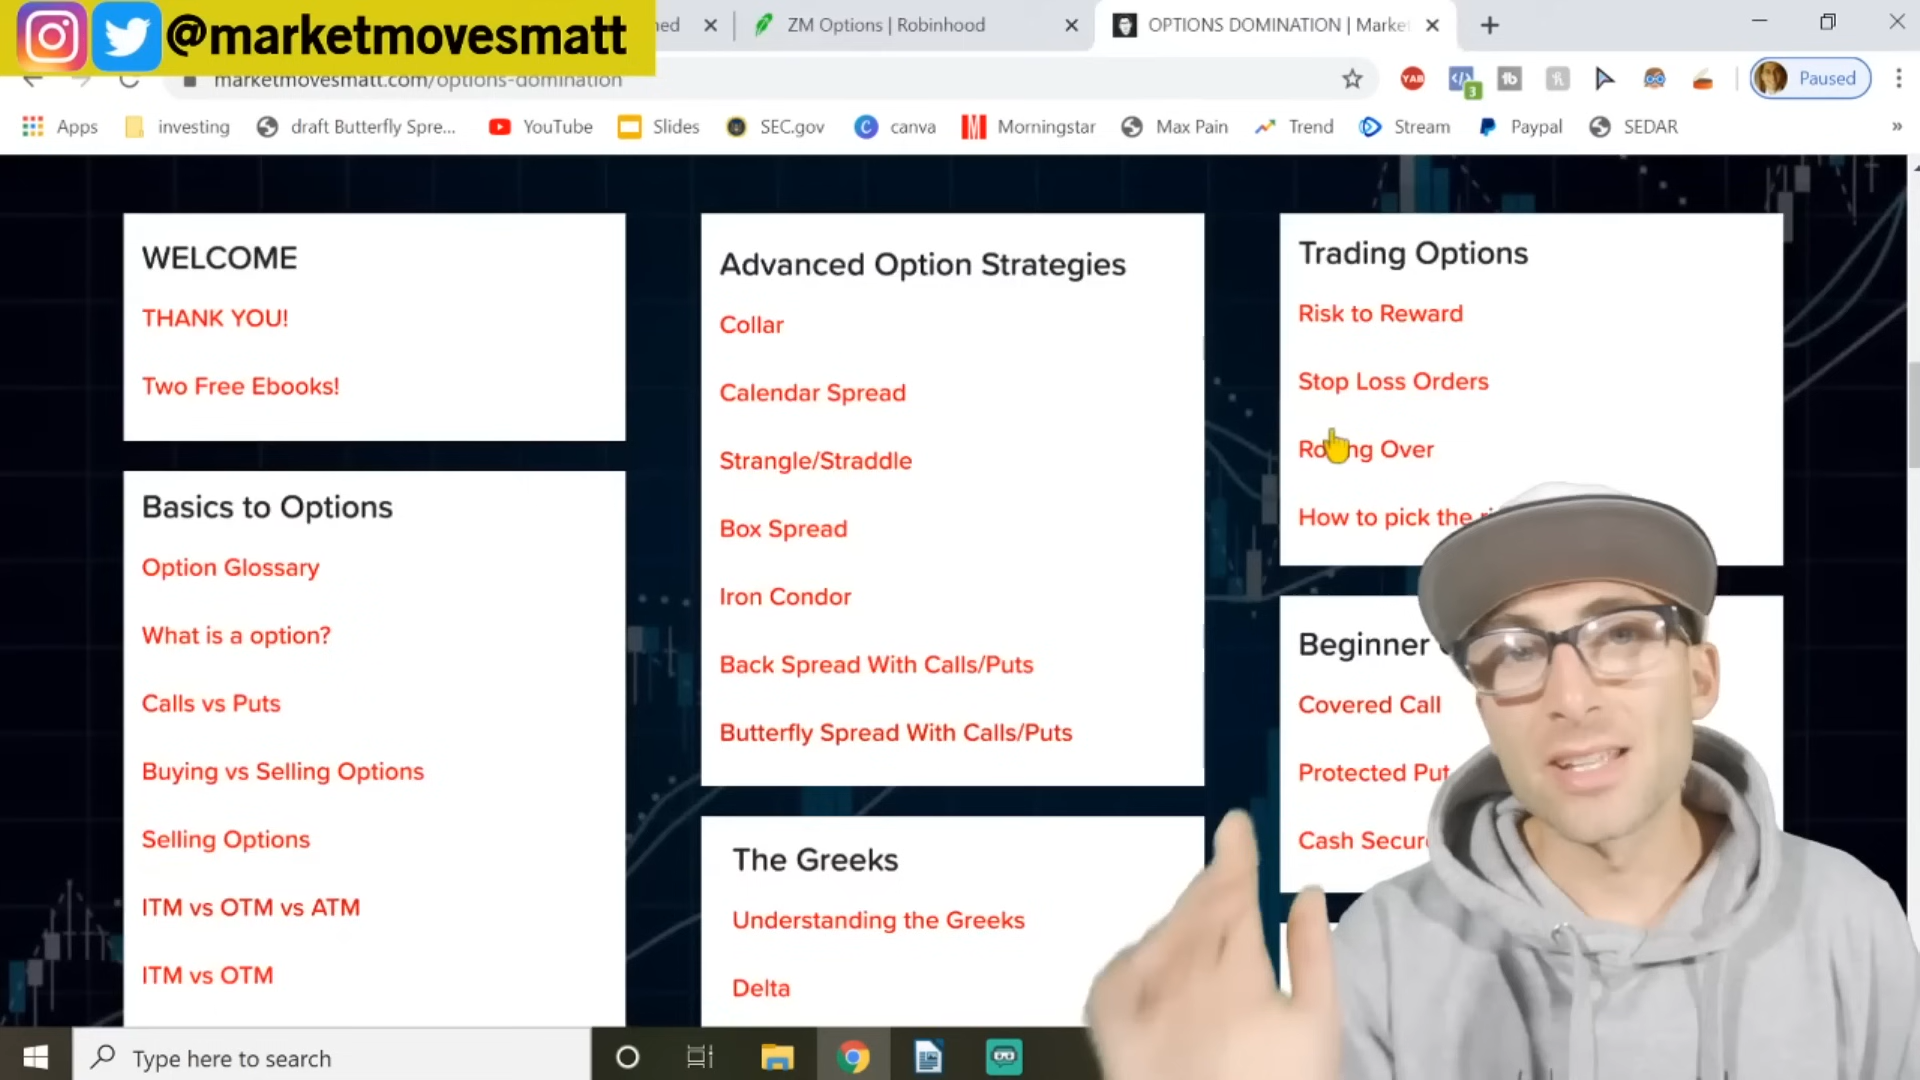 @marketmovesmatt
ZM Options | Robinhood
OPTIONS DOMINATION | Marke
marketmovesmatt.com/options-domination
YAB
3
tb
Paused
Apps
investing
draft Butterfly Spre...
YouTube
Slides
SEC.gov
canva
Morningstar
Max Pain
Trend
Stream
Paypal
SEDAR
WELCOME
THANK YOU!
Two Free Ebooks!
Basics to Options
Option Glossary
What is a option?
Calls vs Puts
Buying vs Selling Options
Selling Options
ITM vs OTM vs ATM
ITM vs OTM
Advanced Option Strategies
Collar
Calendar Spread
Strangle/Straddle
Box Spread
Iron Condor
Back Spread With Calls/Puts
Butterfly Spread With Calls/Puts
The Greeks
Understanding the Greeks
Delta
Trading Options
Risk to Reward
Stop Loss Orders
Over
How to pick the
Beginner
Covered Call
Protected Put
Cash
Type here to search